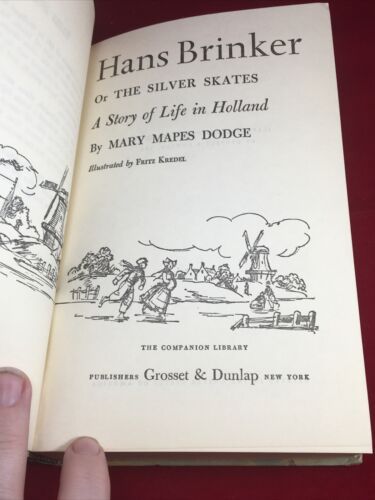 Hans Brinker
Or THE SILVER SKATES
A Story of Life in Holland
By MARY MAPES DODGE
Illustrated by FRITZ KREDEL
THE COMPANION LIBRARY
PUBLISHERS Grosset & Dunlap NEW YORK